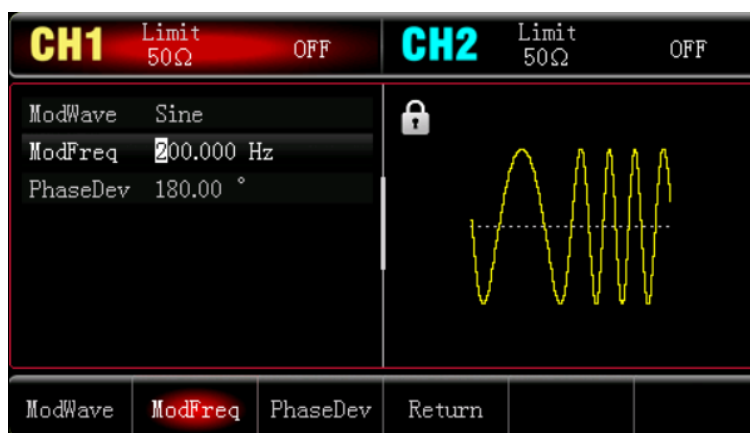 CH1 Limit 50Ω OFF CH2 Limit 50Ω OFF
ModWave Sine
ModFreq 200.000 Hz
PhaseDev 180.00 °
ModWave ModFreq PhaseDev Return